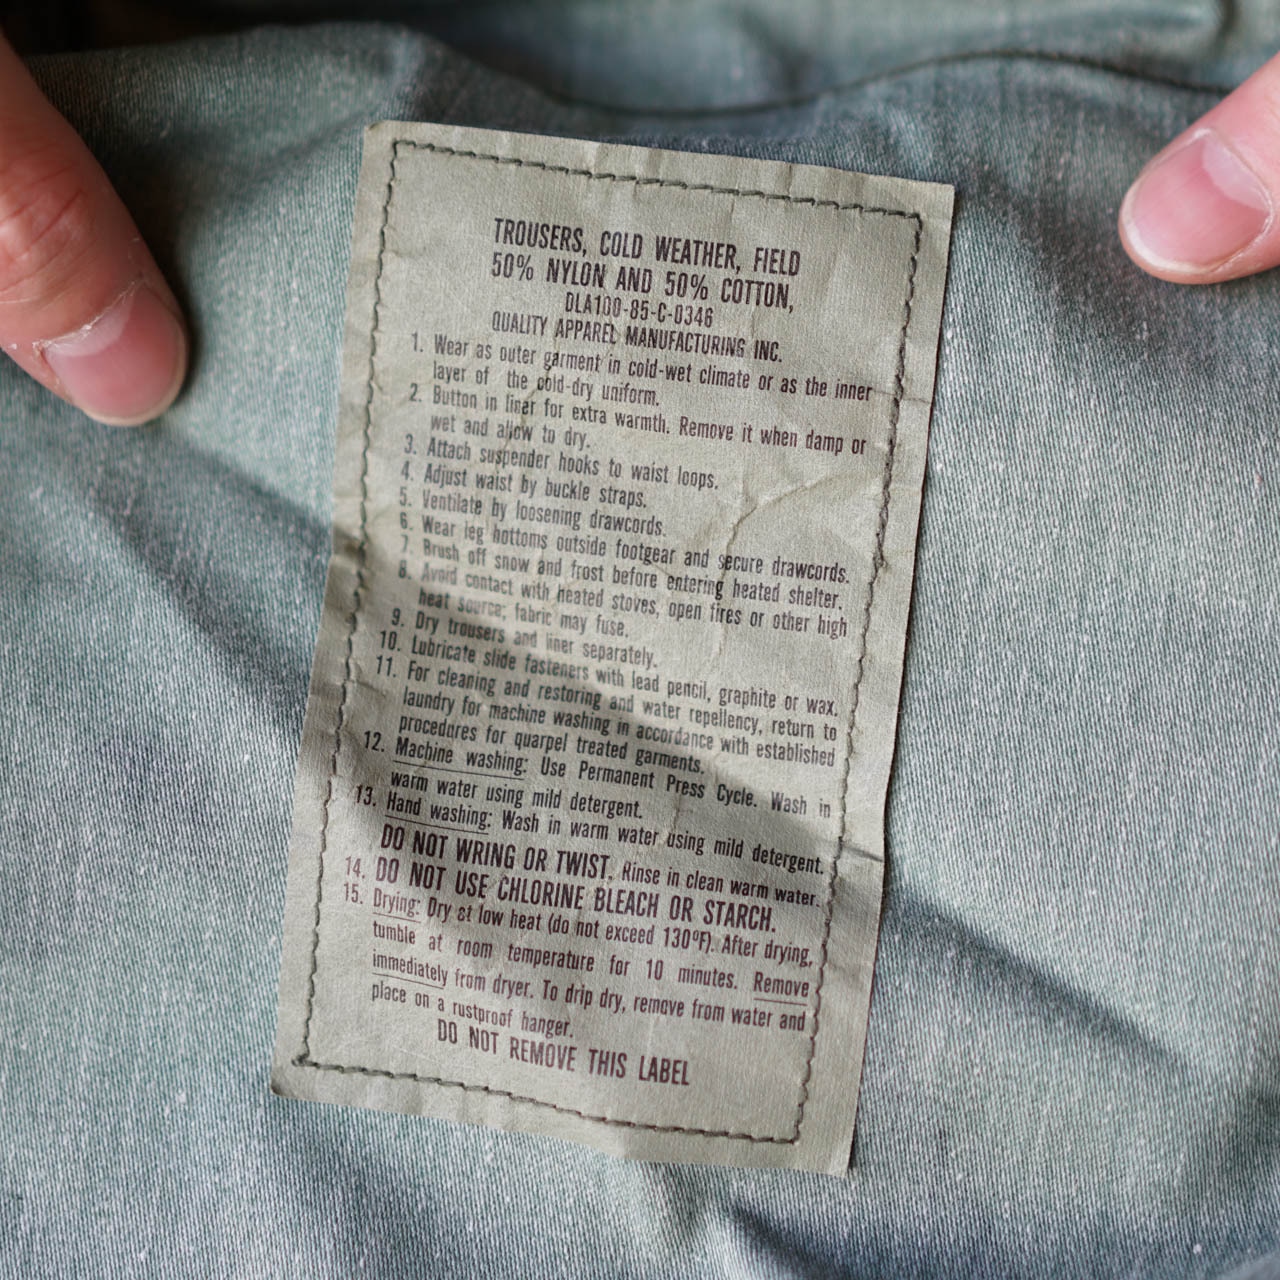 TROUSERS, COLD WEATHER, FIELD
50% NYLON AND 50% COTTON,
DLA100-85-C-0346
QUALITY APPAREL MANUFACTURING INC.
1. Wear as outer garment in cold-wet climate or as the inner
layer of the cold-dry uniform.
2. Button in liner for extra warmth. Remove it when damp or
wet and allow to dry.
3. Attach suspender hooks to waist loops.
4. Adjust waist by buckle straps.
5. Ventilate by loosening drawcords.
6. Wear leg bottoms outside footgear and secure drawcords.
7. Brush off snow and frost before entering heated shelter.
8. Avoid contact with heated stoves, open fires or other high
heat source; fabric may fuse.
9. Dry trousers and liner separately.
10. Lubricate slide fasteners with lead pencil, graphite or wax.
11. For cleaning and restoring and water repellency, return to
laundry for machine washing in accordance with established
procedares for quarpel treated garments.
12. Machine washing: Use Permanent Press Cycle. Wash in
warm water using mild detergent.
13. Hand washing: Wash in warm water using mild detergent.
DO NOT WRING OR TWIST. Rinse in clean warm water.
14. DO NOT USE CHLORINE BLEACH OR STARCH.
15. Drying: Dry at low heat (do not exceed 130ºF). After drying,
tumble at room temperature for 10 minutes. Remove
immediately from dryer. To drip dry, remove from water and
place on a rustproof hanger.
DO NOT REMOVE THIS LABEL